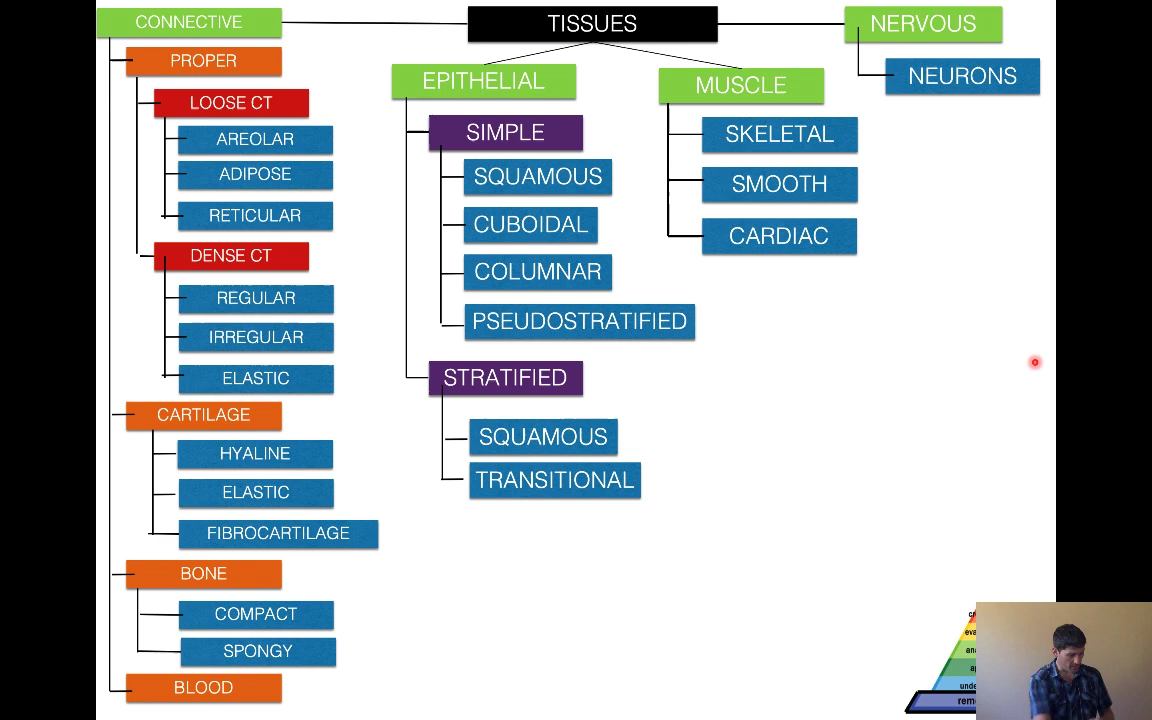 TISSUES
CONNECTIVE
PROPER
LOOSE CT
AREOLAR
ADIPOSE
RETICULAR
DENSE CT
REGULAR
IRREGULAR
ELASTIC
CARTILAGE
HYALINE
ELASTIC
FIBROCARTILAGE
BONE
COMPACT
SPONGY
BLOOD
EPITHELIAL
SIMPLE
SQUAMOUS
CUBOIDAL
COLUMNAR
PSEUDOSTRATIFIED
STRATIFIED
SQUAMOUS
TRANSITIONAL
MUSCLE
SKELETAL
SMOOTH
CARDIAC
NERVOUS
NEURONS